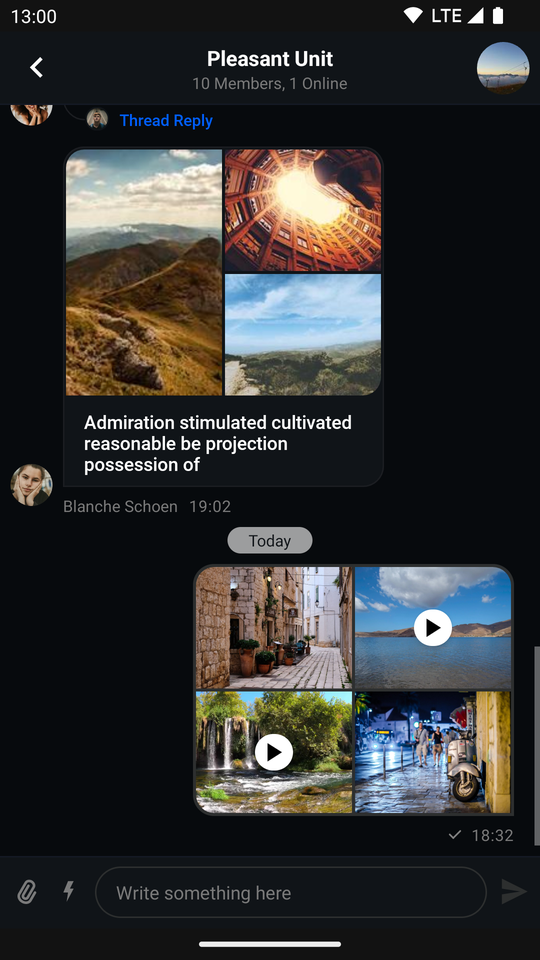 13:00
LTE
Pleasant Unit
10 Members, 1 Online
Thread Reply
Admiration stimulated cultivated
reasonable be projection
possession of
Blanche Schoen 19:02
Today
18:32
Write something here